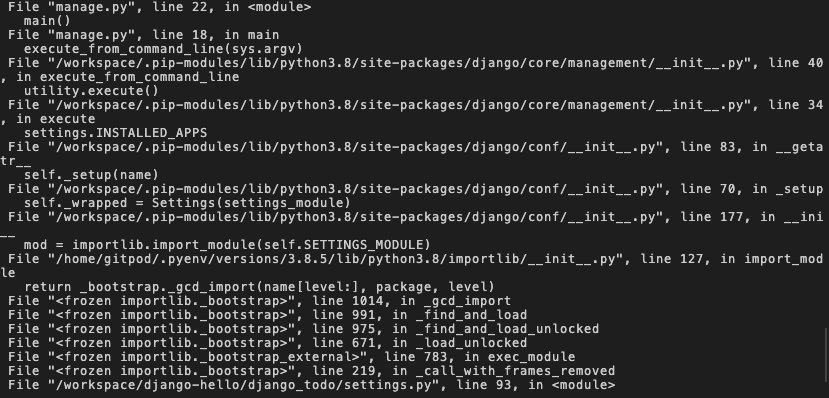 File "manage.py", line 22, in <module>
main()
File "manage.py", line 18, in main
execute_from_command_line(sys.argv)
File "/workspace/.pip-modules/lib/python3.8/site-packages/django/core/management/__init__.py", line 40
, in execute_from_command_line
utility.execute()
File "/workspace/.pip-modules/lib/python3.8/site-packages/django/core/management/__init__.py", line 34
, in execute
settings.INSTALLED_APPS
File "/workspace/.pip-modules/lib/python3.8/site-packages/django/conf/__init__.py", line 83, in __geta
tr__
self._setup(name)
File "/workspace/.pip-modules/lib/python3.8/site-packages/django/conf/__init__.py", line 70, in _setup
self._wrapped = Settings(settings_module)
File "/workspace/.pip-modules/lib/python3.8/site-packages/django/conf/__init__.py", line 177, in __ini
__
mod = importlib.import_module(self.SETTINGS_MODULE)
File "/home/gitpod/.pyenv/versions/3.8.5/lib/python3.8/importlib/__init__.py", line 127, in import_mod
le
return _bootstrap._gcd_import(name[level:], package, level)
File "<frozen importlib._bootstrap>", line 1014, in _gcd_import
File "<frozen importlib._bootstrap>", line 991, in _find_and_load
File "<frozen importlib._bootstrap>", line 975, in _find_and_load_unlocked
File "<frozen importlib._bootstrap>", line 671, in _load_unlocked
File "<frozen importlib._bootstrap_external>", line 783, in exec_module
File "<frozen importlib._bootstrap>", line 219, in _call_with_frames_removed
File "/workspace/django-hello/django_todo/settings.py", line 93, in <module>